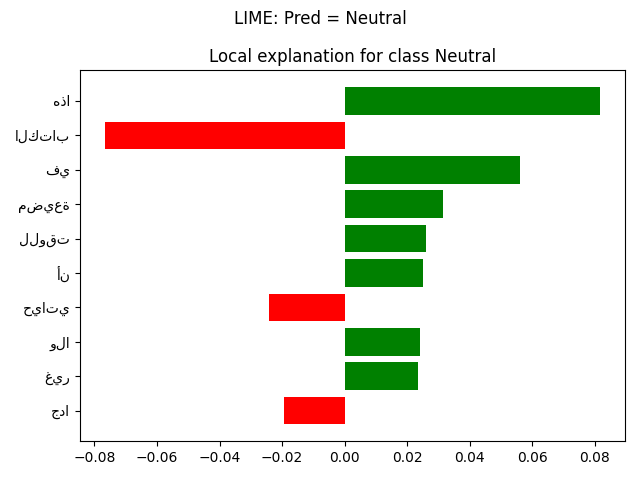 LIME: Pred = Neutral
Local explanation for class Neutral
هذا
الكتاب
في
مضيعة
للوقت
أن
حياتي
ولا
غير
جدا
−0.08 −0.06 −0.04 −0.02 0.00 0.02 0.04 0.06 0.08